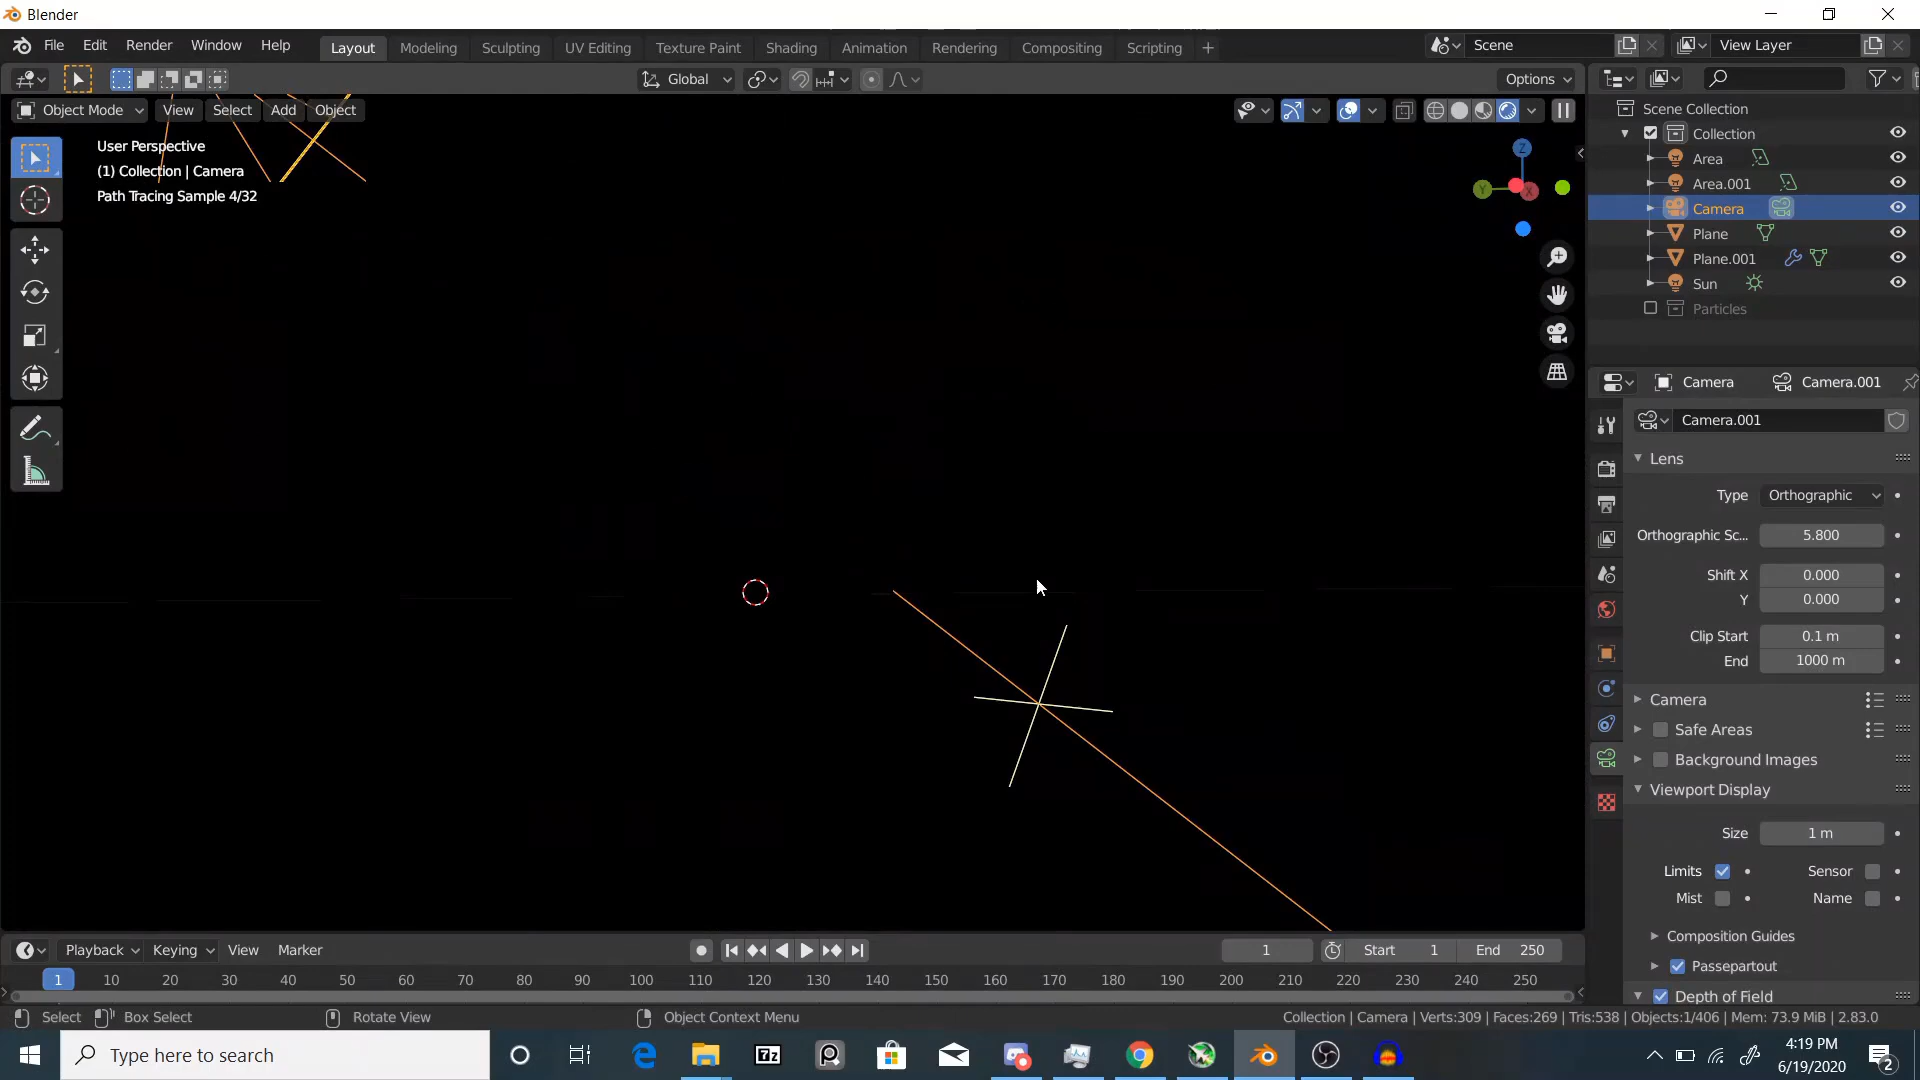 Blender
File Edit Render Window Help Layout Modeling Sculpting UV Editing Texture Paint Shading Animation Rendering Compositing Scripting + Scene View Layer
Global Options
Object Mode View Select Add Object
User Perspective
(1) Collection | Camera
Path Tracing Sample 4/32
Z
Y
X
Scene Collection
Collection
Area
Area.001
Camera
Plane
Plane.001
Sun
Particles
Camera Camera.001
Camera.001
Lens
Type Orthographic
Orthographic Sc... 5.800
Shift X 0.000
Y 0.000
Clip Start 0.1 m
End 1000 m
Camera
Safe Areas
Background Images
Viewport Display
Size 1 m
Limits Sensor
Mist Name
Composition Guides
Passepartout
Depth of Field
Playback Keying View Marker 1 Start 1 End 250
1 10 20 30 40 50 60 70 80 90 100 110 120 130 140 150 160 170 180 190 200 210 220 230 240 250
Select Box Select Rotate View Object Context Menu Collection | Camera | Verts:309 | Faces:269 | Tris:538 | Objects:1/406 | Mem: 73.9 MiB | 2.83.0
Type here to search
7z
4:19 PM
6/19/2020
2